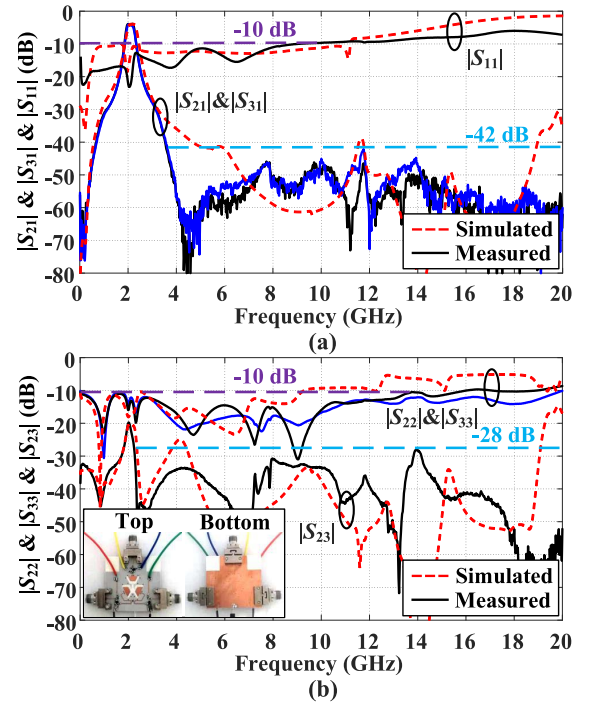 0
-10
-20
-30
-40
-50
-60
-70
-80
|S21| & |S31| & |S11| (dB)
-10 dB
|S11|
|S21|&|S31|
-42 dB
Simulated
Measured
0 2 4 6 8 10 12 14 16 18 20
Frequency (GHz)
(a)
0
-10
-20
-30
-40
-50
-60
-70
-80
|S22| & |S33| & |S23| (dB)
-10 dB
|S22|&|S33|
-28 dB
|S23|
Top Bottom
Simulated
Measured
0 2 4 6 8 10 12 14 16 18 20
Frequency (GHz)
(b)